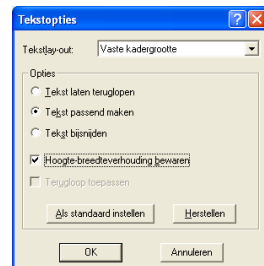 Tekstopties
Tekstlay-out: Vaste kadergrootte
Opties
Tekst laten teruglopen
Tekst passend maken
Tekst bijsnijden
Hoogte-breedteverhouding bewaren
Terugloop toepassen
Als standaard instellen Herstellen
OK Annuleren